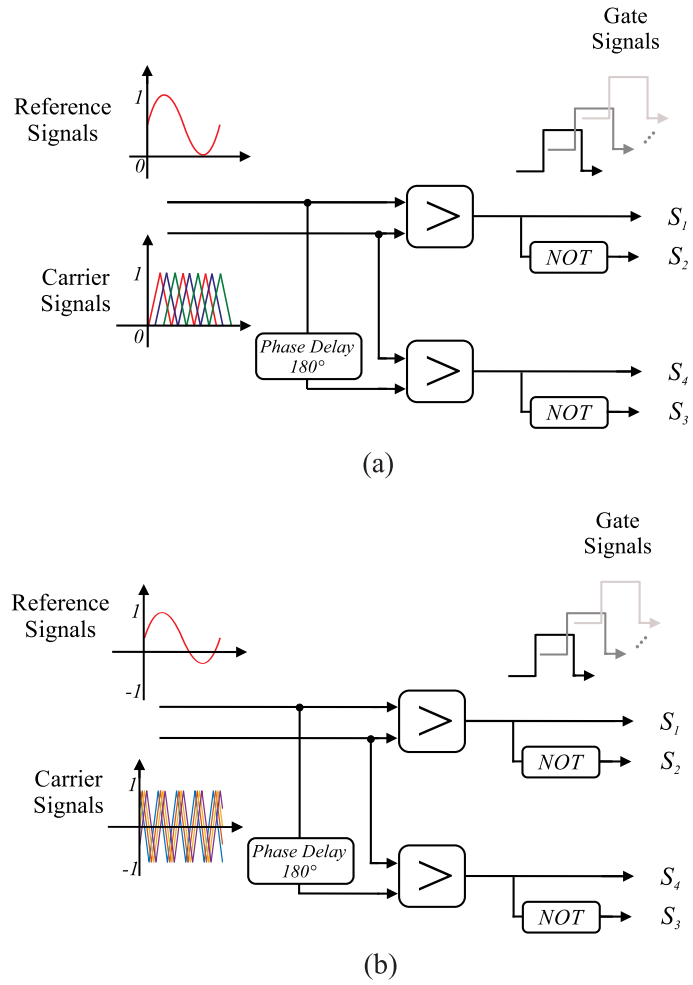 Gate
Signals
Reference
Signals
1
0
>
S1
NOT
S2
Carrier
Signals
1
0
Phase Delay
180°
>
S4
NOT
S3
(a)
Gate
Signals
Reference
Signals
1
-1
>
S1
NOT
S2
Carrier
Signals
1
-1
Phase Delay
180°
>
S4
NOT
S3
(b)